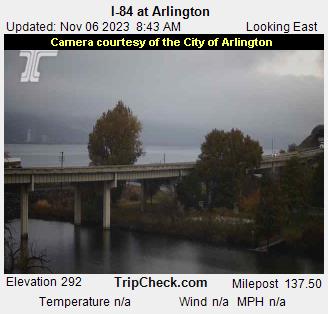 I-84 at Arlington
Updated: Nov 06 2023 8:43 AM Looking East
Camera courtesy of the City of Arlington
Elevation 292 TripCheck.com Milepost 137.50
Temperature n/a Wind n/a MPH n/a